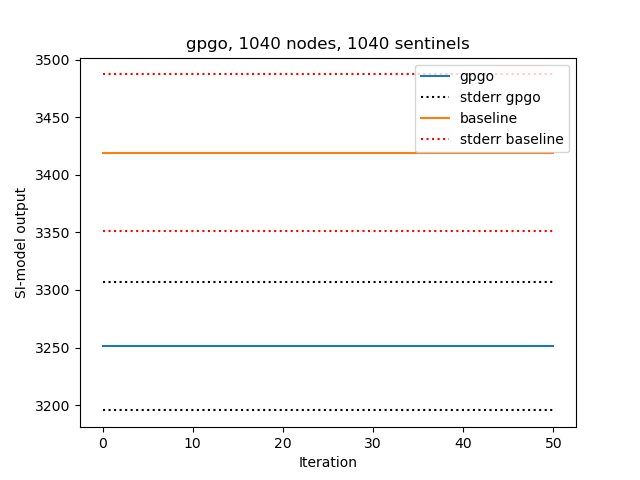 gpgo, 1040 nodes, 1040 sentinels
3500
3450
3400
3350
3300
3250
3200
SI-model output
gpgo
stderr gpgo
baseline
stderr baseline
0 10 20 30 40 50
Iteration